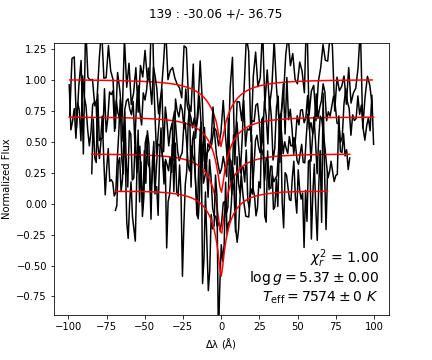 139 : -30.06 +/- 36.75
Normalized Flux
1.25
1.00
0.75
0.50
0.25
0.00
−0.25
−0.50
−0.75
χ²ᵣ = 1.00
log g = 5.37 ± 0.00
T_eff = 7574 ± 0 K
−100 −75 −50 −25 0 25 50 75 100
Δλ (Å)